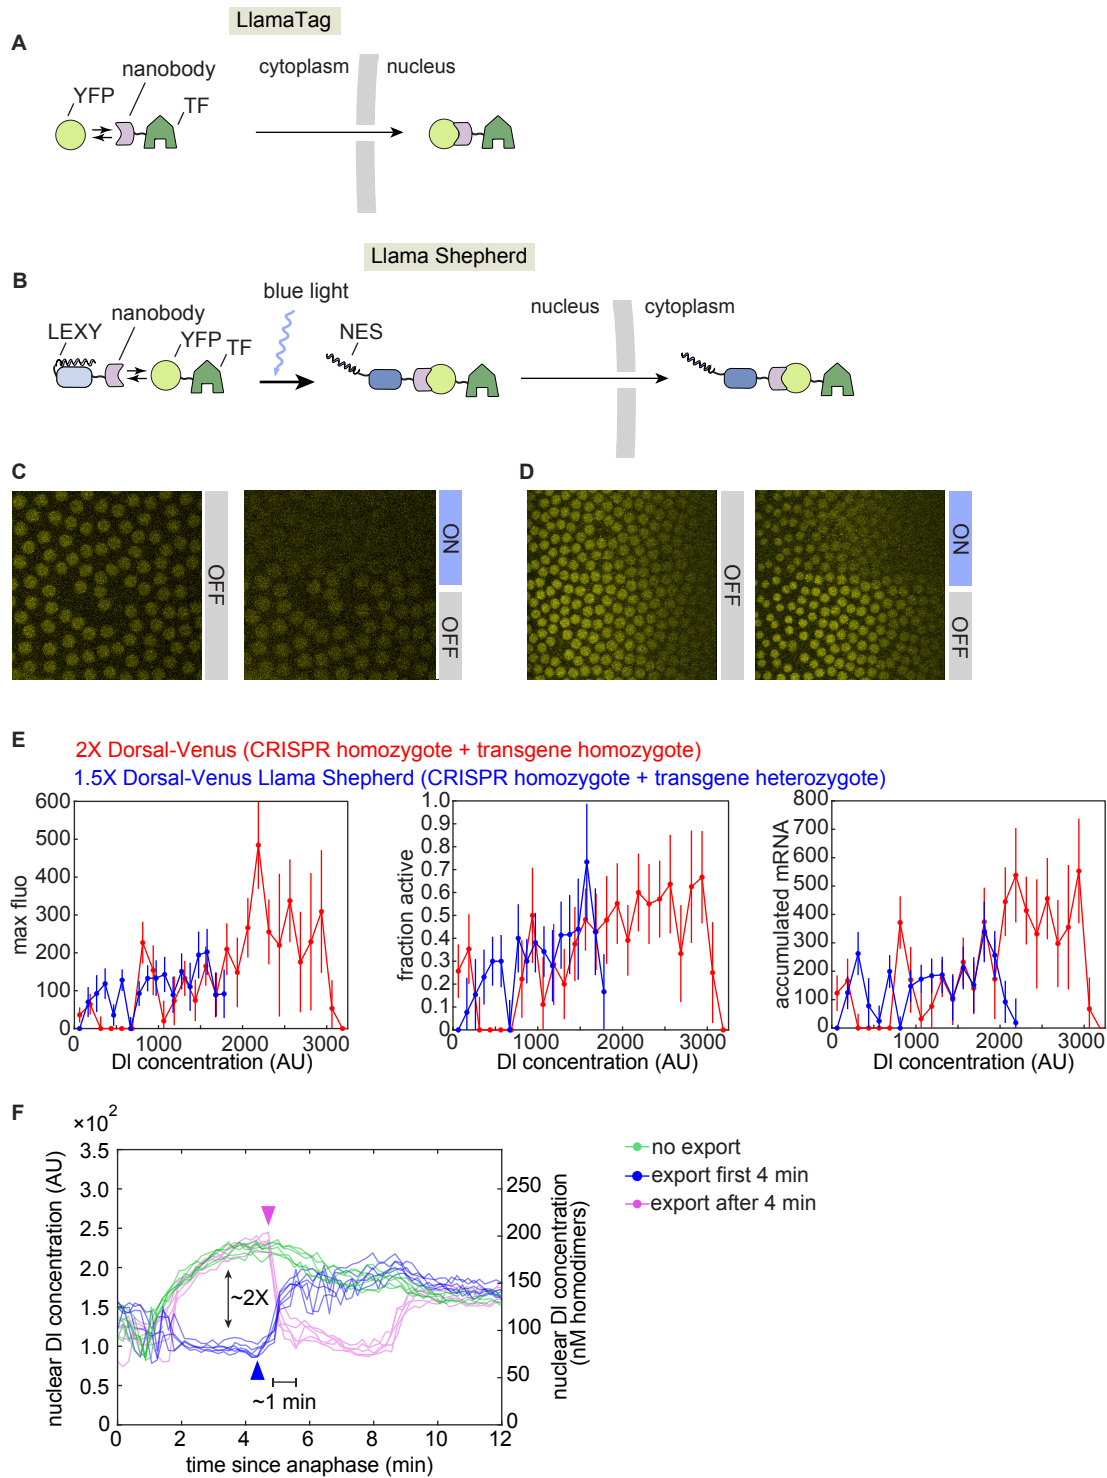 LlamaTag
A
cytoplasm nucleus
nanobody
YFP
TF
Llama Shepherd
B
blue light
nucleus cytoplasm
nanobody
LEXY
YFP
TF
NES
C
D
OFF
ON
OFF
OFF
ON
OFF
E
2X Dorsal-Venus (CRISPR homozygote + transgene homozygote)
1.5X Dorsal-Venus Llama Shepherd (CRISPR homozygote + transgene heterozygote)
max fluo
600
500
400
300
200
100
0
0 1000 2000 3000
Dl concentration (AU)
fraction active
1.0
0.9
0.8
0.7
0.6
0.5
0.4
0.3
0.2
0.1
0
0 1000 2000 3000
Dl concentration (AU)
accumulated mRNA
800
700
600
500
400
300
200
100
0
0 1000 2000 3000
Dl concentration (AU)
F
×10²
nuclear Dl concentration (AU)
3.5
3.0
2.5
2.0
1.5
1.0
0.5
0
~2X
~1 min
0 2 4 6 8 10 12
time since anaphase (min)
250
200
150
100
50
0
nuclear Dl concentration
(nM homodimers)
no export
export first 4 min
export after 4 min